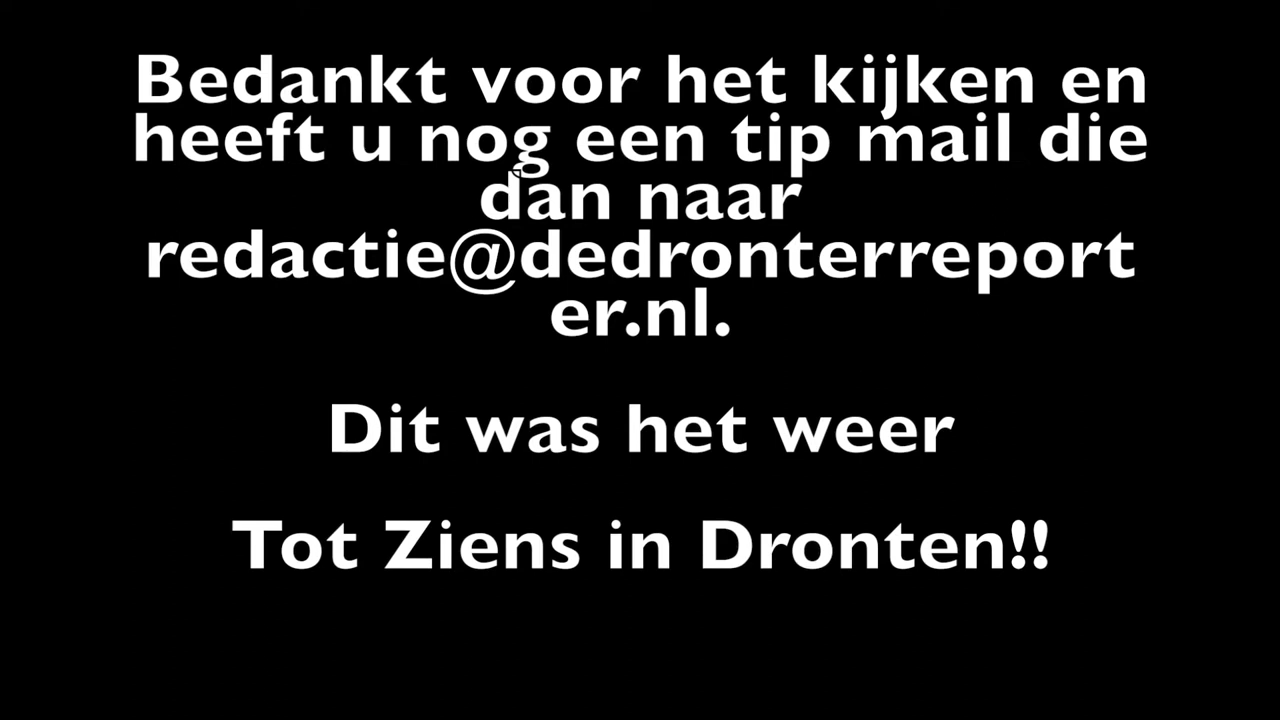 Bedankt voor het kijken en
heeft u nog een tip mail die
dan naar
redactie@dedronterreport
er.nl.
Dit was het weer
Tot Ziens in Dronten!!